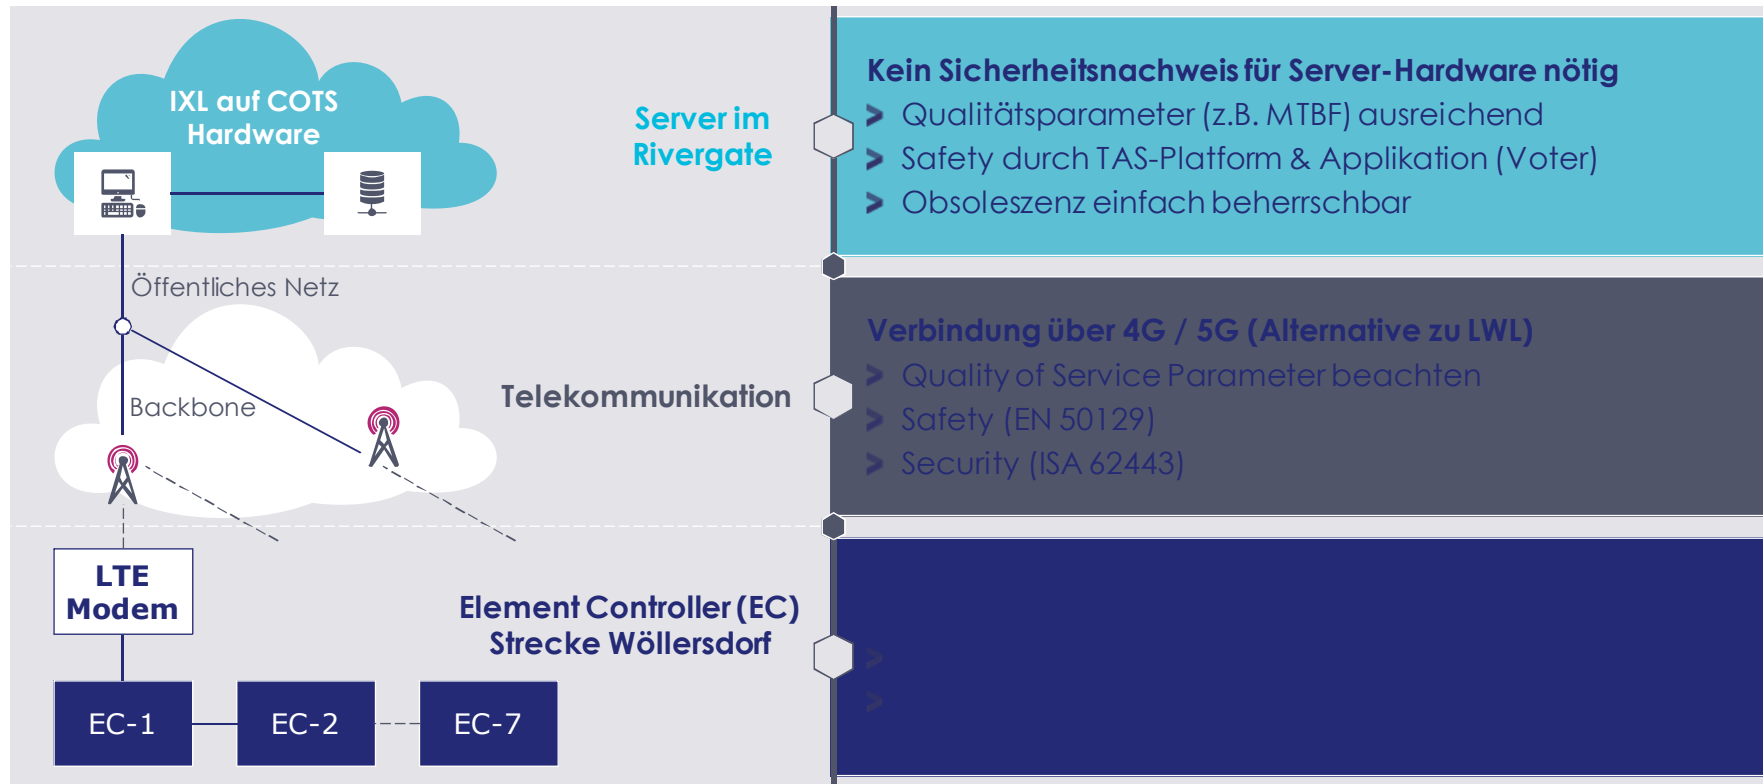 IXL auf COTS
Hardware
Server im
Rivergate
Kein Sicherheitsnachweis für Server-Hardware nötig
> Qualitätsparameter (z.B. MTBF) ausreichend
> Safety durch TAS-Platform & Applikation (Voter)
> Obsoleszenz einfach beherrschbar
Öffentliches Netz
Backbone
Telekommunikation
Verbindung über 4G / 5G (Alternative zu LWL)
> Quality of Service Parameter beachten
> Safety (EN 50129)
> Security (ISA 62443)
LTE
Modem
Element Controller (EC)
Strecke Wöllersdorf
>
>
EC-1
EC-2
EC-7